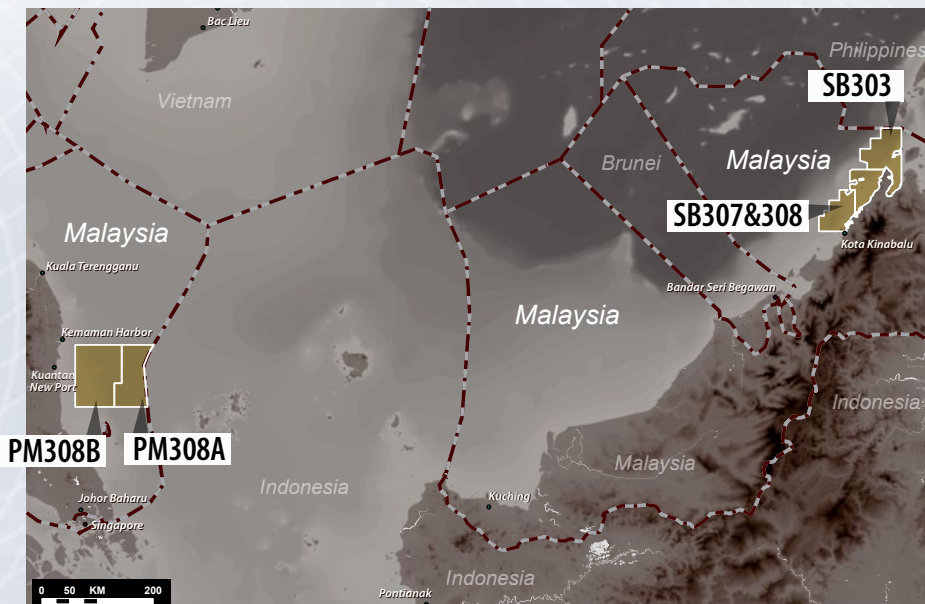 Bac Lieu
Philippines
SB303
Vietnam
Brunei
Malaysia
SB307&308
Malaysia
Kota Kinabalu
Kuala Terengganu
Bandar Seri Begawan
Malaysia
Kemaman Harbor
Kuantan
New Port
Indonesia
PM308B
PM308A
Malaysia
Indonesia
Kuching
Johor Baharu
Singapore
Indonesia
Pontianak
0 50 KM 200